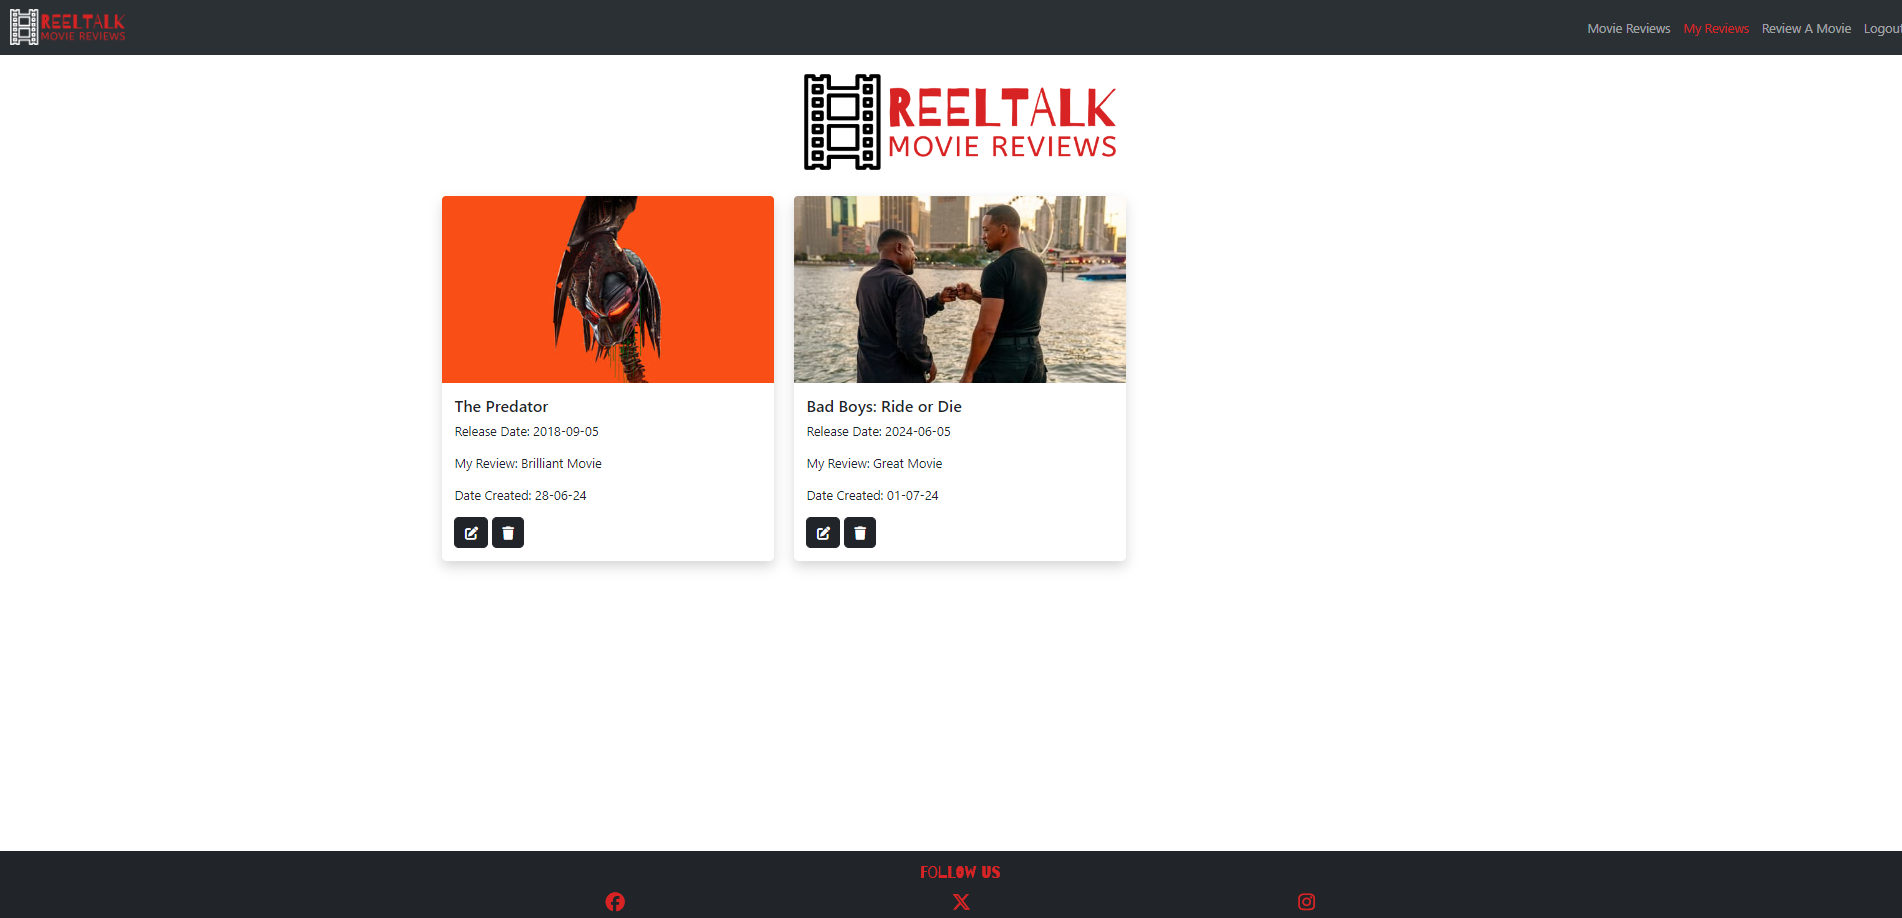 REELTALK
MOVIE REVIEWS
Movie Reviews My Reviews Review A Movie Logout
REELTALK
MOVIE REVIEWS
The Predator
Release Date: 2018-09-05
My Review: Brilliant Movie
Date Created: 28-06-24
Bad Boys: Ride or Die
Release Date: 2024-06-05
My Review: Great Movie
Date Created: 01-07-24
FOLLOW US